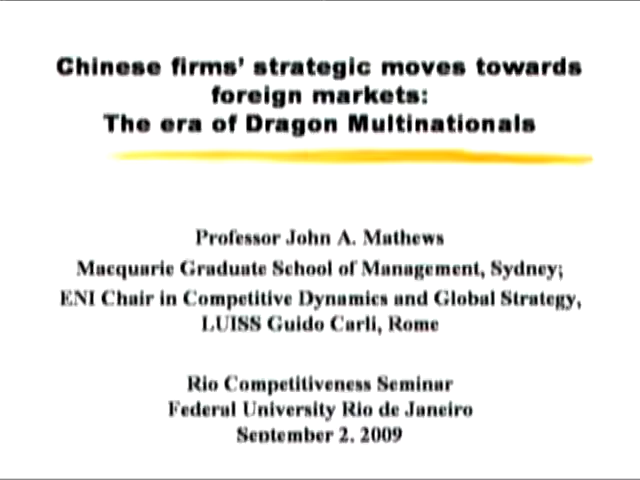 Chinese firms' strategic moves towards
foreign markets:
The era of Dragon Multinationals
Professor John A. Mathews
Macquarie Graduate School of Management, Sydney;
ENI Chair in Competitive Dynamics and Global Strategy,
LUISS Guido Carli, Rome
Rio Competitiveness Seminar
Federal University Rio de Janeiro
September 2, 2009